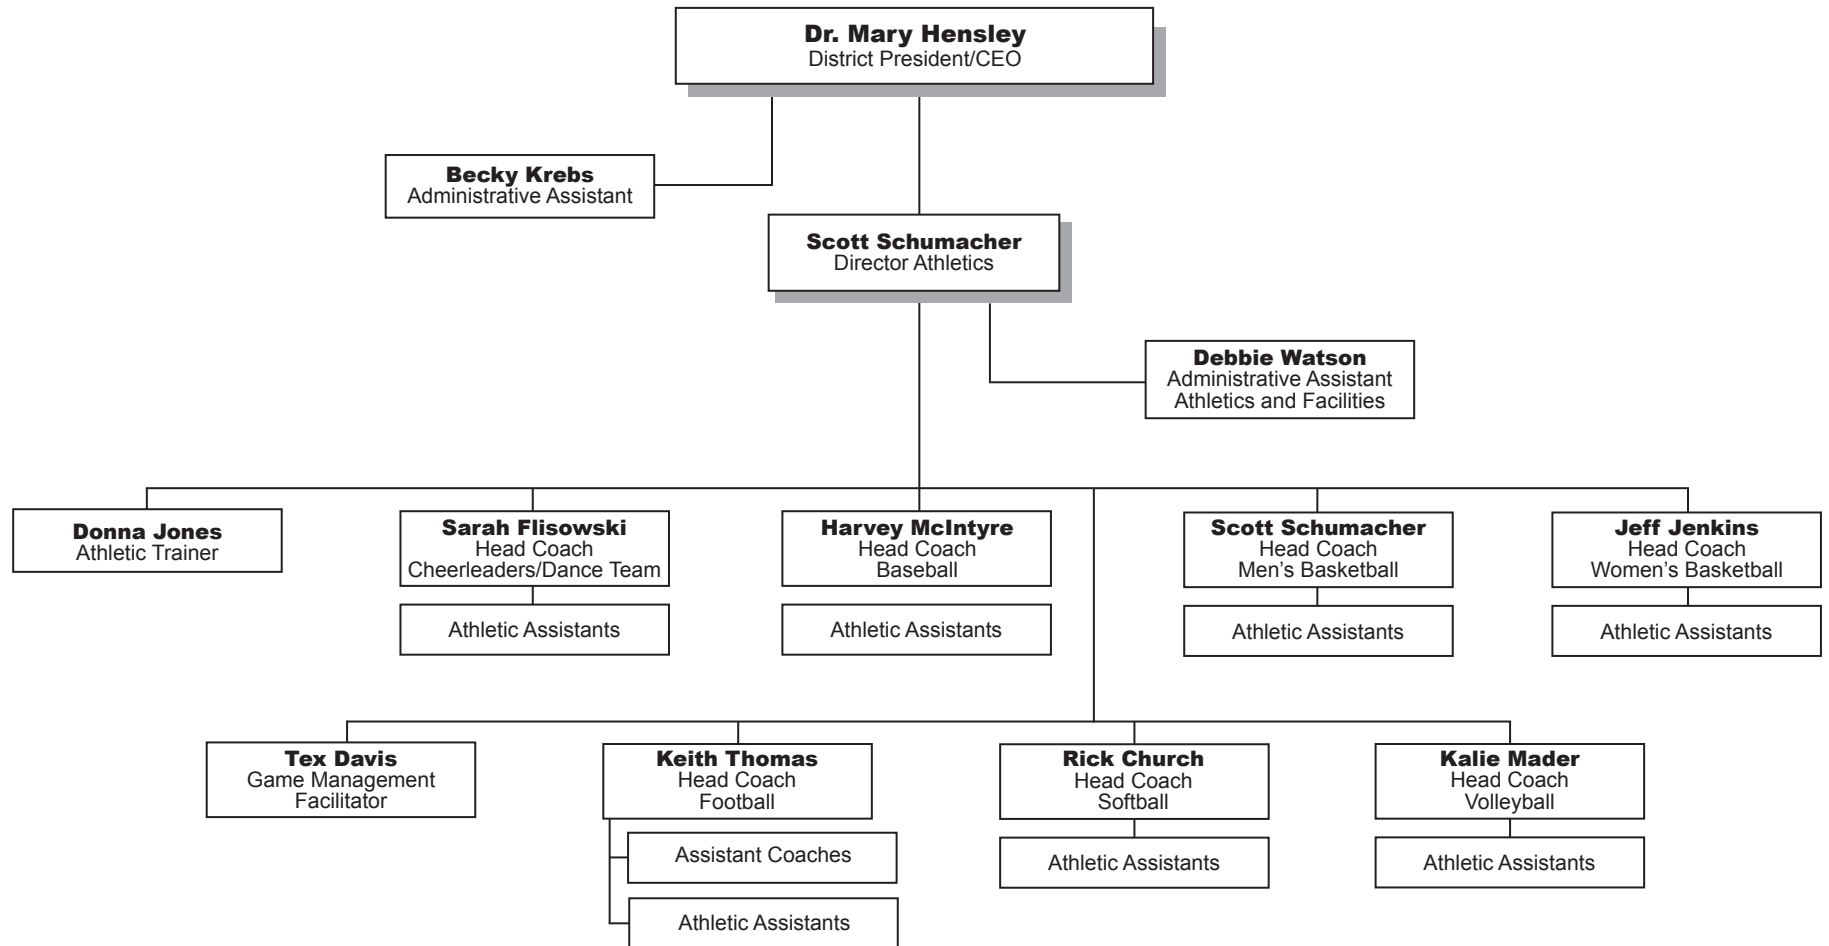 Dr. Mary Hensley
District President/CEO
Becky Krebs
Administrative Assistant
Scott Schumacher
Director Athletics
Debbie Watson
Administrative Assistant
Athletics and Facilities
Donna Jones
Athletic Trainer
Sarah Flisowski
Head Coach
Cheerleaders/Dance Team
Athletic Assistants
Harvey McIntyre
Head Coach
Baseball
Athletic Assistants
Scott Schumacher
Head Coach
Men’s Basketball
Athletic Assistants
Jeff Jenkins
Head Coach
Women’s Basketball
Athletic Assistants
Tex Davis
Game Management
Facilitator
Keith Thomas
Head Coach
Football
Assistant Coaches
Athletic Assistants
Rick Church
Head Coach
Softball
Athletic Assistants
Kalie Mader
Head Coach
Volleyball
Athletic Assistants